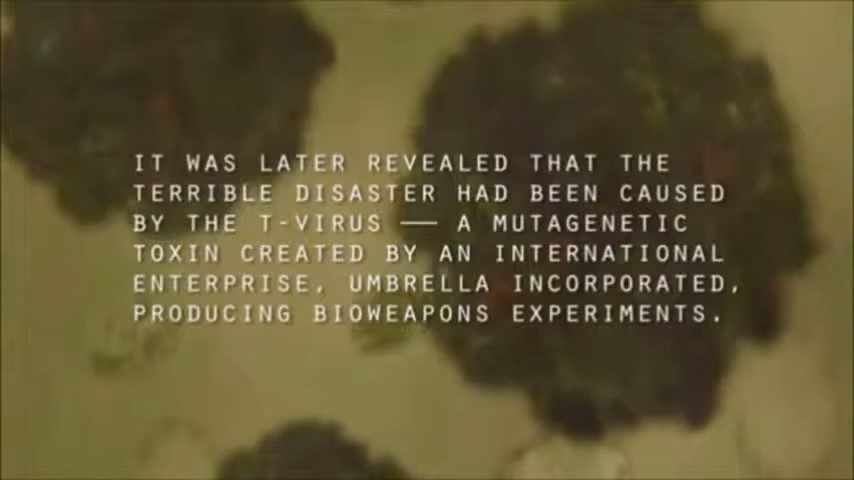 IT WAS LATER REVEALED THAT THE
TERRIBLE DISASTER HAD BEEN CAUSED
BY THE T-VIRUS — A MUTAGENETIC
TOXIN CREATED BY AN INTERNATIONAL
ENTERPRISE, UMBRELLA INCORPORATED,
PRODUCING BIOWEAPONS EXPERIMENTS.